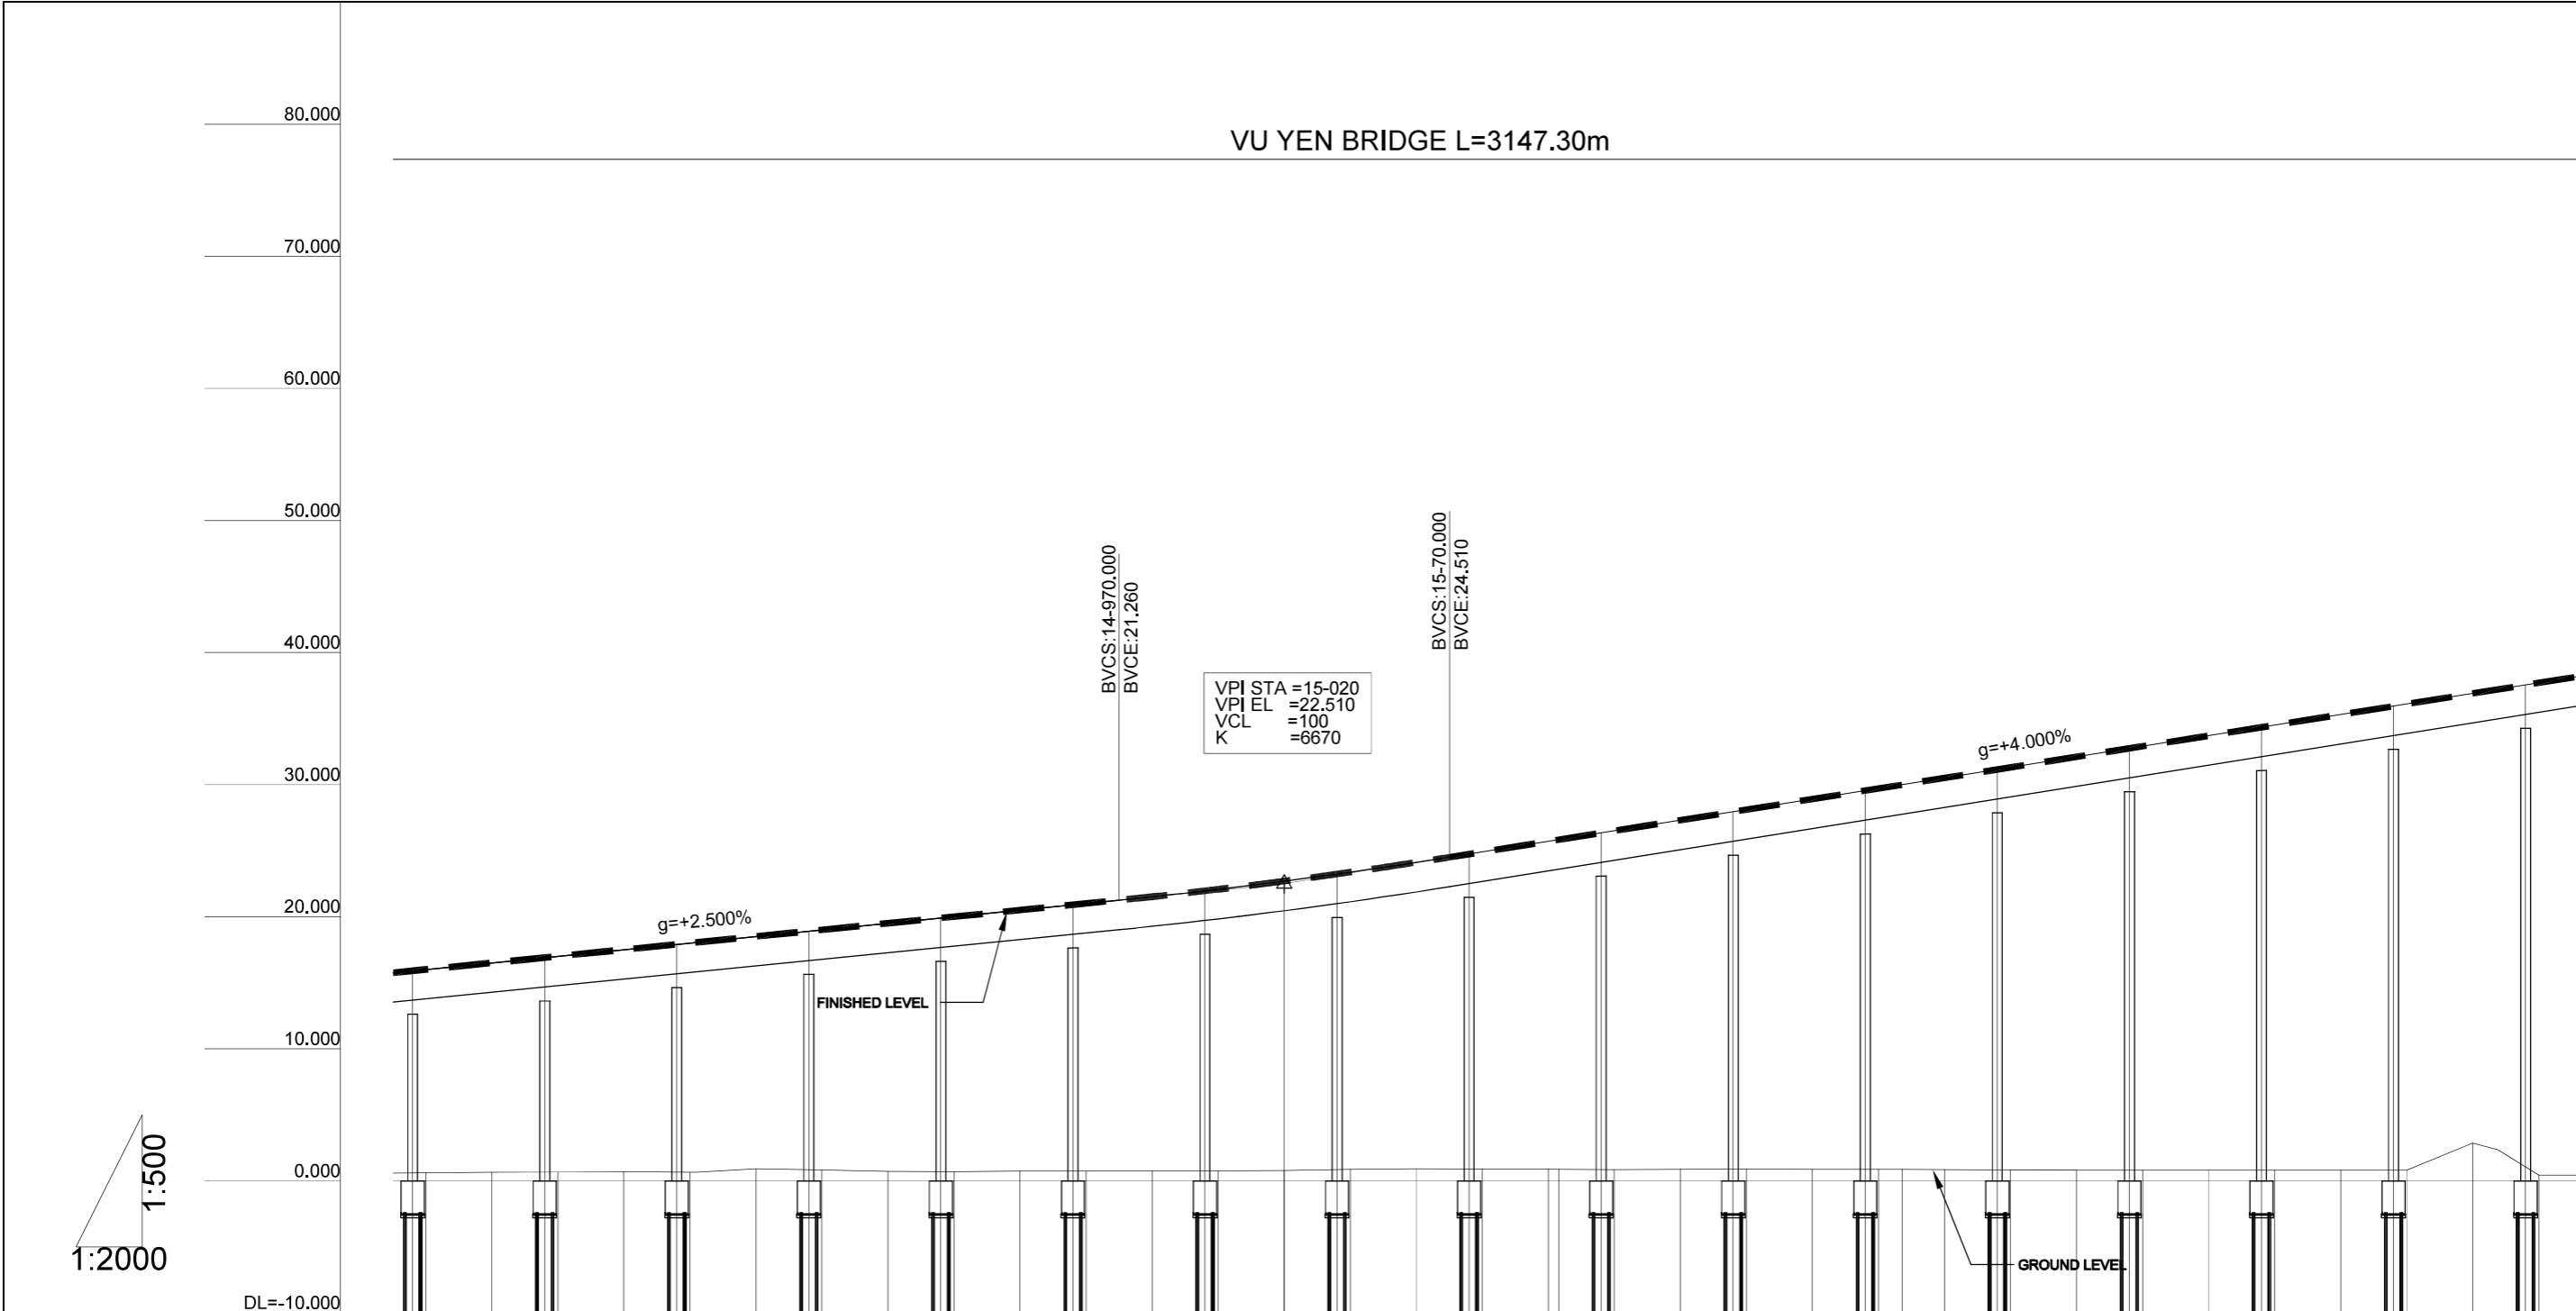 80.000
VU YEN BRIDGE L=3147.30m
70.000
60.000
50.000
40.000
BVCS:14-970.000
BVCE:21.260
BVCS:15-70.000
BVCE:24.510
VPI STA =15-020
VPI EL =22.510
VCL =100
K =6670
g=+4.000%
30.000
20.000
g=+2.500%
FINISHED LEVEL
10.000
0.000
1:500
1:2000
GROUND LEVEL
DL=-10.000